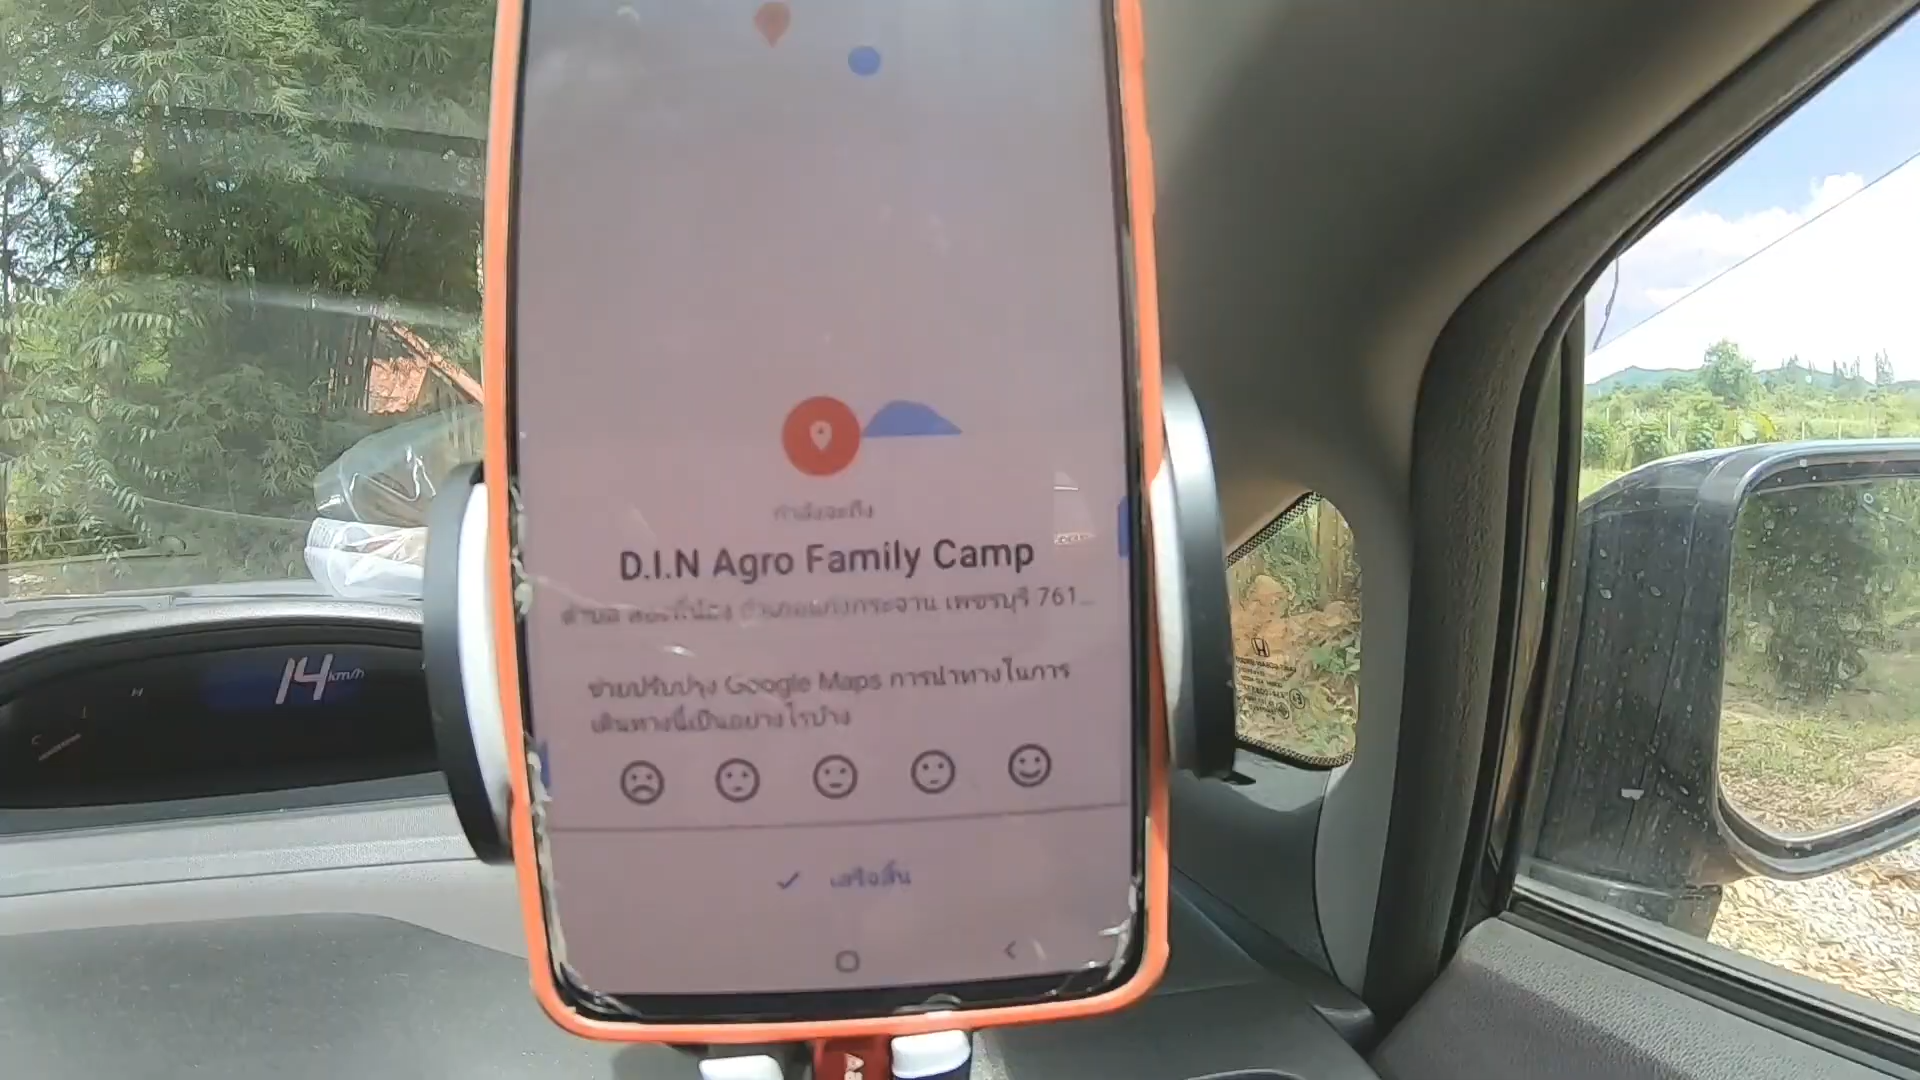 กำลังจะถึง
D.I.N Agro Family Camp
ตำบล สองพี่น้อง อำเภอแก่งกระจาน เพชรบุรี 761...
ช่วยปรับปรุง Google Maps การนำทางในการ
เดินทางนี้เป็นอย่างไรบ้าง
เสร็จสิ้น
14 km/h
H
C